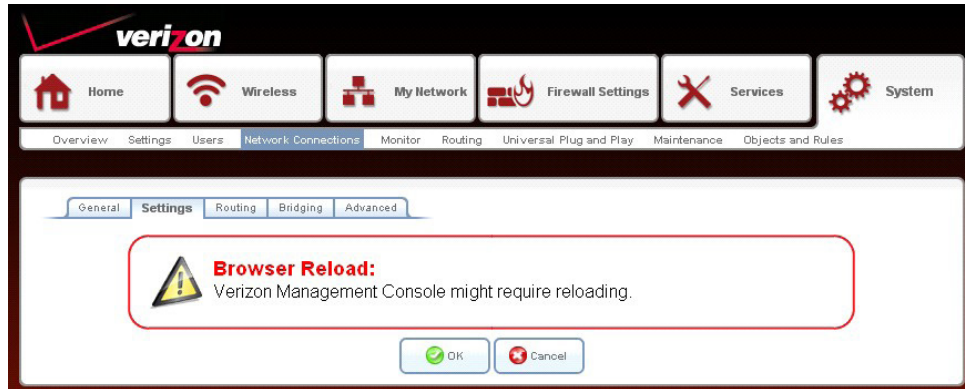 verizon
Home Wireless My Network Firewall Settings Services System
Overview Settings Users Network Connections Monitor Routing Universal Plug and Play Maintenance Objects and Rules
General Settings Routing Bridging Advanced
Browser Reload:
Verizon Management Console might require reloading.
OK Cancel